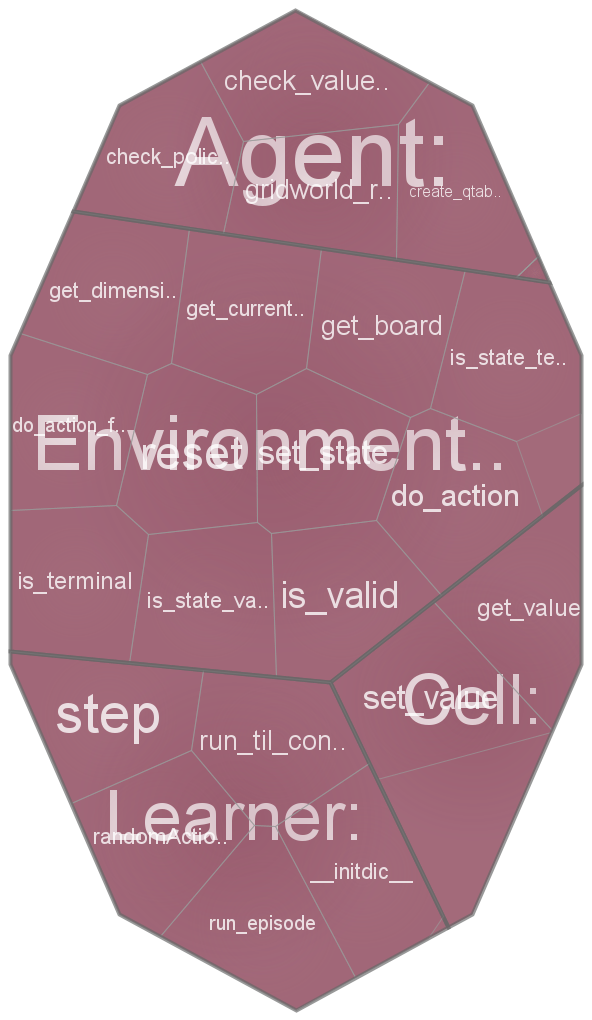 check_value..
Agent:
check_polic..
gridworld_r..
create_qtab..
get_dimensi..
get_current..
get_board
is_state_te..
do_action_f..
Environment..
reset
set_state
do_action
is_terminal
is_state_va..
is_valid
get_value
set_value
Cell:
step
run_til_con..
Learner:
randomActio..
__initdic__
run_episode